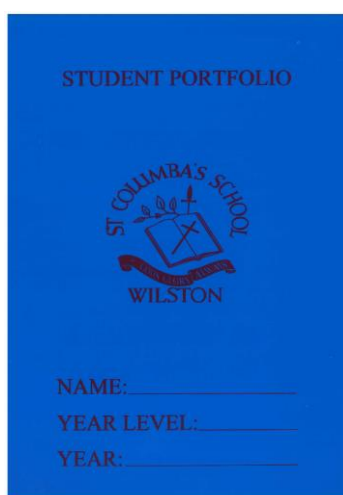 STUDENT PORTFOLIO
ST COLUMBA'S SCHOOL
WILSTON
NAME:
YEAR LEVEL:
YEAR: